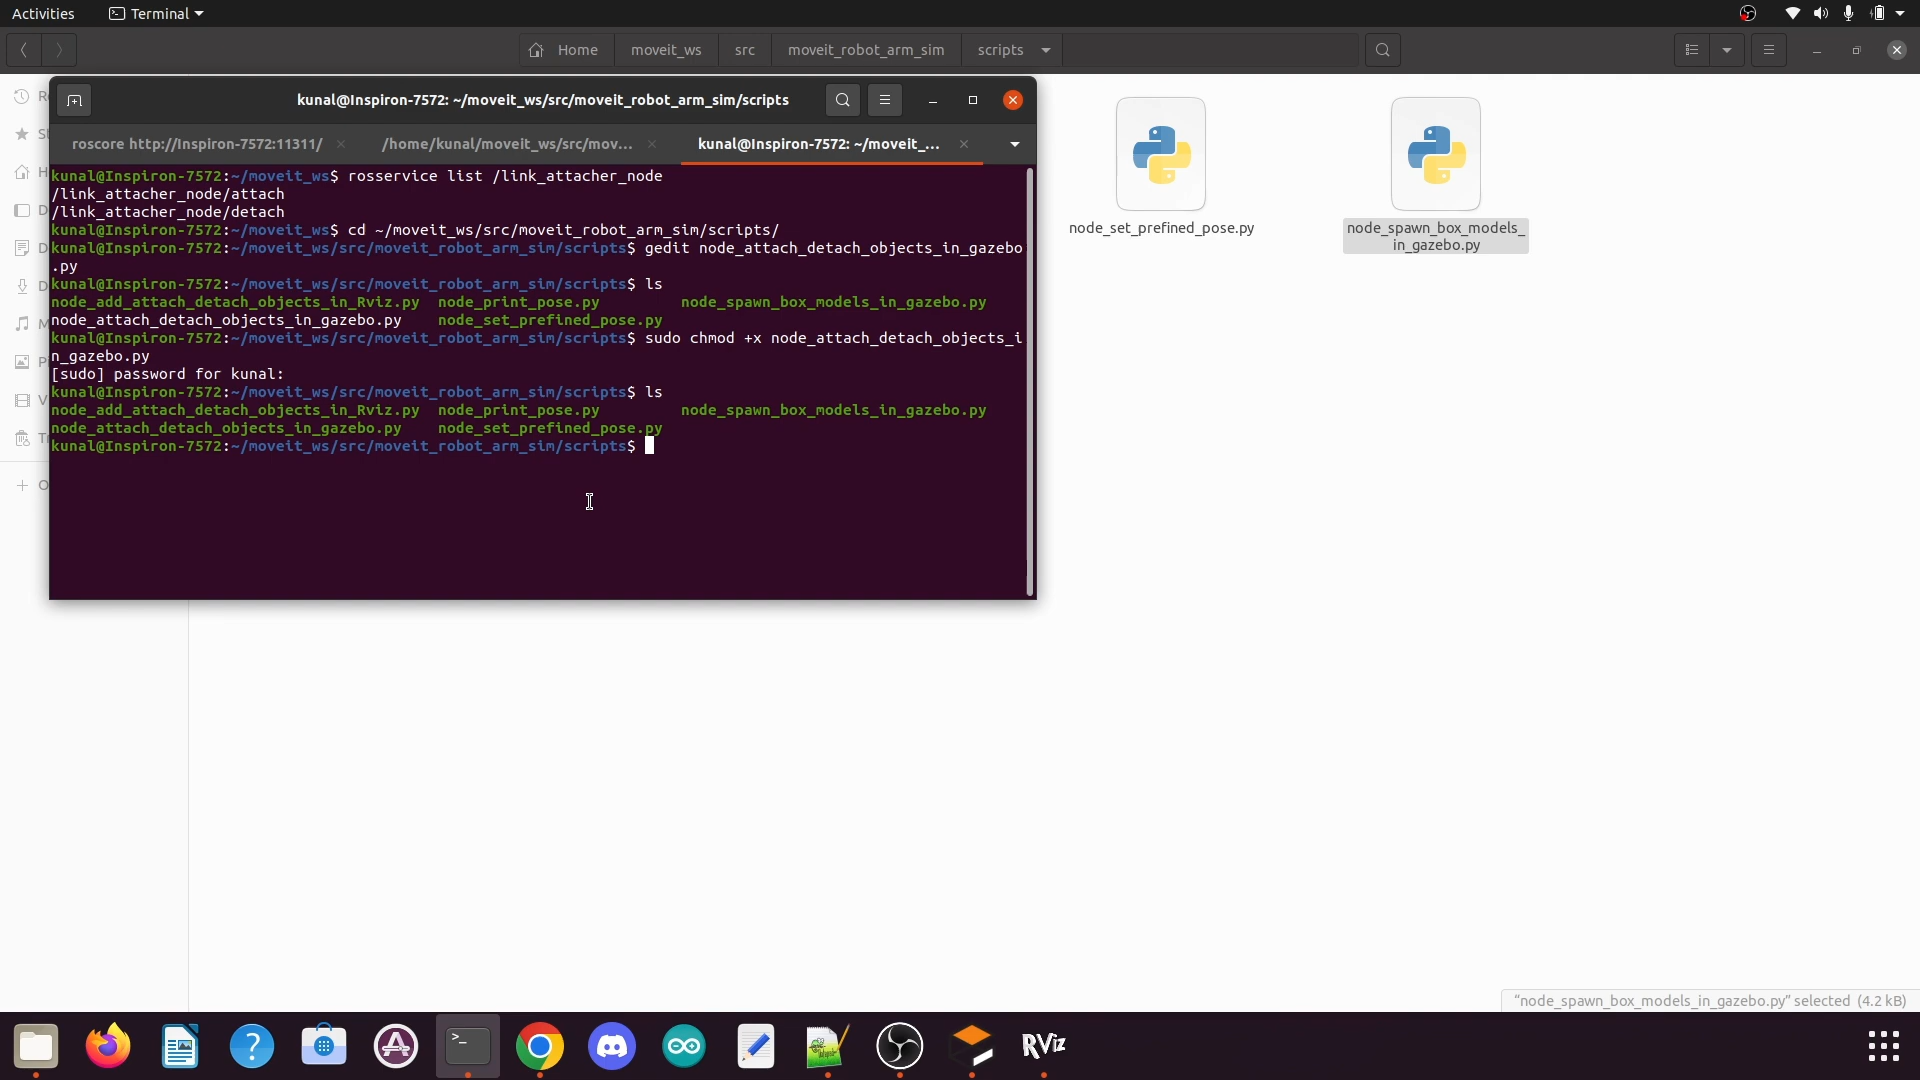 Activities
Terminal
Home
moveit_ws
src
moveit_robot_arm_sim
scripts
kunal@Inspiron-7572: ~/moveit_ws/src/moveit_robot_arm_sim/scripts
roscore http://Inspiron-7572:11311/
/home/kunal/moveit_ws/src/mov...
kunal@Inspiron-7572: ~/moveit_...
kunal@Inspiron-7572:~/moveit_ws$ rosservice list /link_attacher_node
/link_attacher_node/attach
/link_attacher_node/detach
kunal@Inspiron-7572:~/moveit_ws$ cd ~/moveit_ws/src/moveit_robot_arm_sim/scripts/
kunal@Inspiron-7572:~/moveit_ws/src/moveit_robot_arm_sim/scripts$ gedit node_attach_detach_objects_in_gazebo
.py
kunal@Inspiron-7572:~/moveit_ws/src/moveit_robot_arm_sim/scripts$ ls
node_add_attach_detach_objects_in_Rviz.py node_print_pose.py node_spawn_box_models_in_gazebo.py
node_attach_detach_objects_in_gazebo.py node_set_prefined_pose.py
kunal@Inspiron-7572:~/moveit_ws/src/moveit_robot_arm_sim/scripts$ sudo chmod +x node_attach_detach_objects_i
n_gazebo.py
[sudo] password for kunal:
kunal@Inspiron-7572:~/moveit_ws/src/moveit_robot_arm_sim/scripts$ ls
node_add_attach_detach_objects_in_Rviz.py node_print_pose.py node_spawn_box_models_in_gazebo.py
node_attach_detach_objects_in_gazebo.py node_set_prefined_pose.py
kunal@Inspiron-7572:~/moveit_ws/src/moveit_robot_arm_sim/scripts$
node_set_prefined_pose.py
node_spawn_box_models_
in_gazebo.py
"node_spawn_box_models_in_gazebo.py" selected (4.2 kB)
RViz